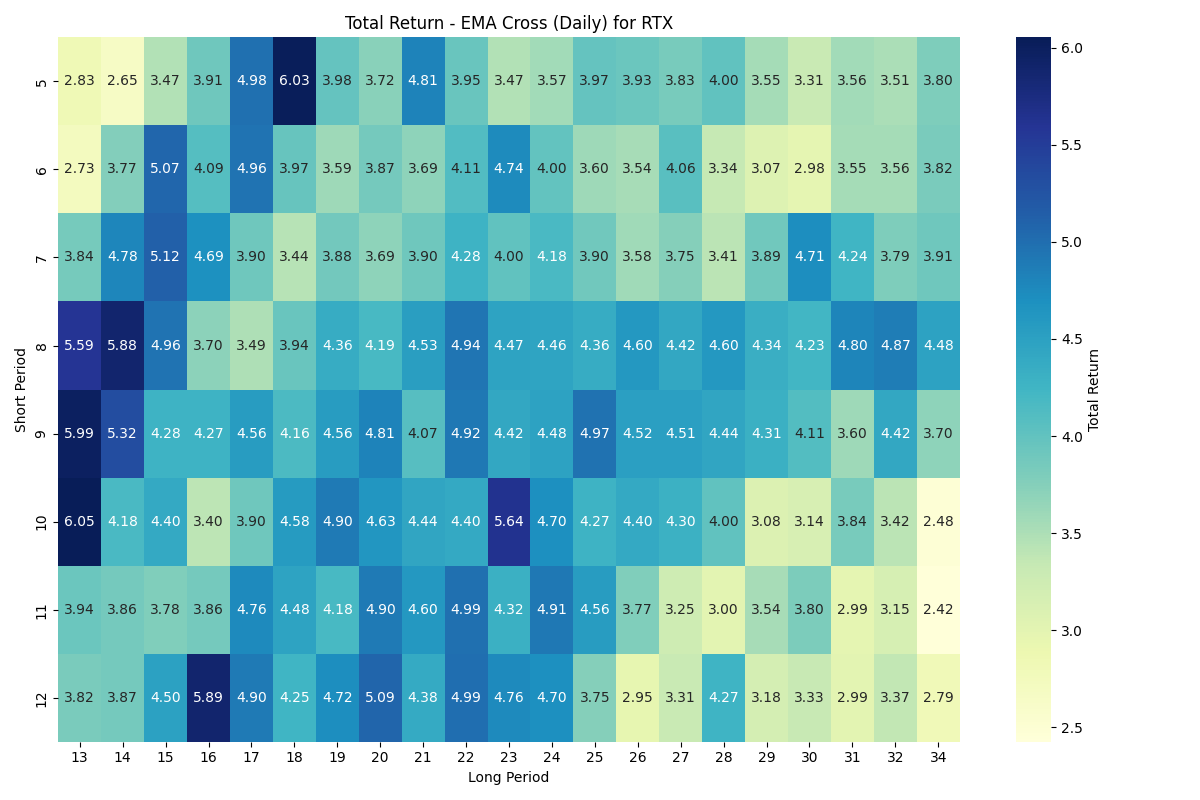 Total Return - EMA Cross (Daily) for RTX
5 2.83 2.65 3.47 3.91 4.98 6.03 3.98 3.72 4.81 3.95 3.47 3.57 3.97 3.93 3.83 4.00 3.55 3.31 3.56 3.51 3.80
6 2.73 3.77 5.07 4.09 4.96 3.97 3.59 3.87 3.69 4.11 4.74 4.00 3.60 3.54 4.06 3.34 3.07 2.98 3.55 3.56 3.82
7 3.84 4.78 5.12 4.69 3.90 3.44 3.88 3.69 3.90 4.28 4.00 4.18 3.90 3.58 3.75 3.41 3.89 4.71 4.24 3.79 3.91
8 5.59 5.88 4.96 3.70 3.49 3.94 4.36 4.19 4.53 4.94 4.47 4.46 4.36 4.60 4.42 4.60 4.34 4.23 4.80 4.87 4.48
9 5.99 5.32 4.28 4.27 4.56 4.16 4.56 4.81 4.07 4.92 4.42 4.48 4.97 4.52 4.51 4.44 4.31 4.11 3.60 4.42 3.70
10 6.05 4.18 4.40 3.40 3.90 4.58 4.90 4.63 4.44 4.40 5.64 4.70 4.27 4.40 4.30 4.00 3.08 3.14 3.84 3.42 2.48
11 3.94 3.86 3.78 3.86 4.76 4.48 4.18 4.90 4.60 4.99 4.32 4.91 4.56 3.77 3.25 3.00 3.54 3.80 2.99 3.15 2.42
12 3.82 3.87 4.50 5.89 4.90 4.25 4.72 5.09 4.38 4.99 4.76 4.70 3.75 2.95 3.31 4.27 3.18 3.33 2.99 3.37 2.79
13 14 15 16 17 18 19 20 21 22 23 24 25 26 27 28 29 30 31 32 34
Long Period
Short Period
6.0
5.5
5.0
4.5
4.0
3.5
3.0
2.5
Total Return